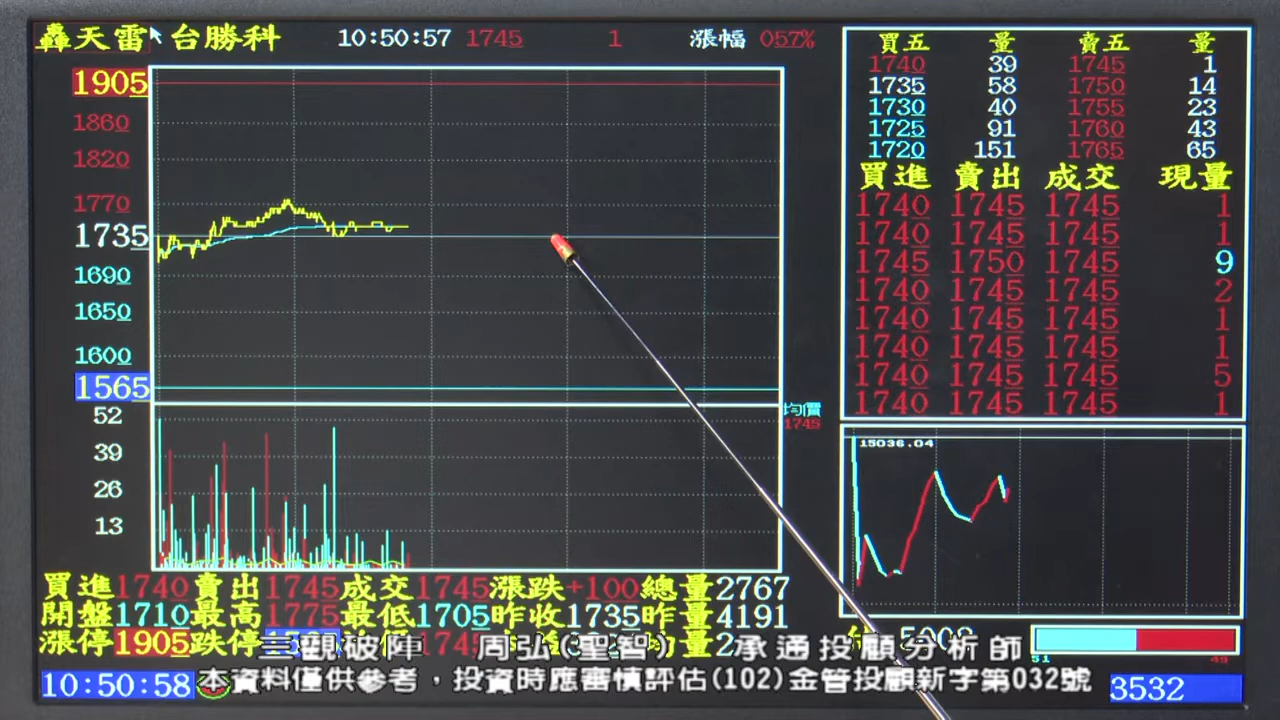 轟天雷 台勝科 10:50:57 1745 1 漲幅 057%
1905
1860
1820
1770
1735
1690
1650
1600
1565
52
39
26
13
均價
1745
買五 量 賣五 量
1740 39 1745 1
1735 58 1750 14
1730 40 1755 23
1725 91 1760 43
1720 151 1765 65
買進 賣出 成交 現量
1740 1745 1745 1
1740 1745 1745 1
1745 1750 1745 9
1740 1745 1745 2
1740 1745 1745 1
1740 1745 1745 1
1740 1745 1745 5
1740 1745 1745 1
15036.04
買進1740賣出1745成交1745漲跌+100總量2767
開盤1710最高1775最低1705昨收1735昨量4191
漲停1905跌停
51 49
三觀破陣 周弘(聖智) 承通投顧分析師
本資料僅供參考，投資時應審慎評估(102)金管投顧新字第032號
10:50:58
3532